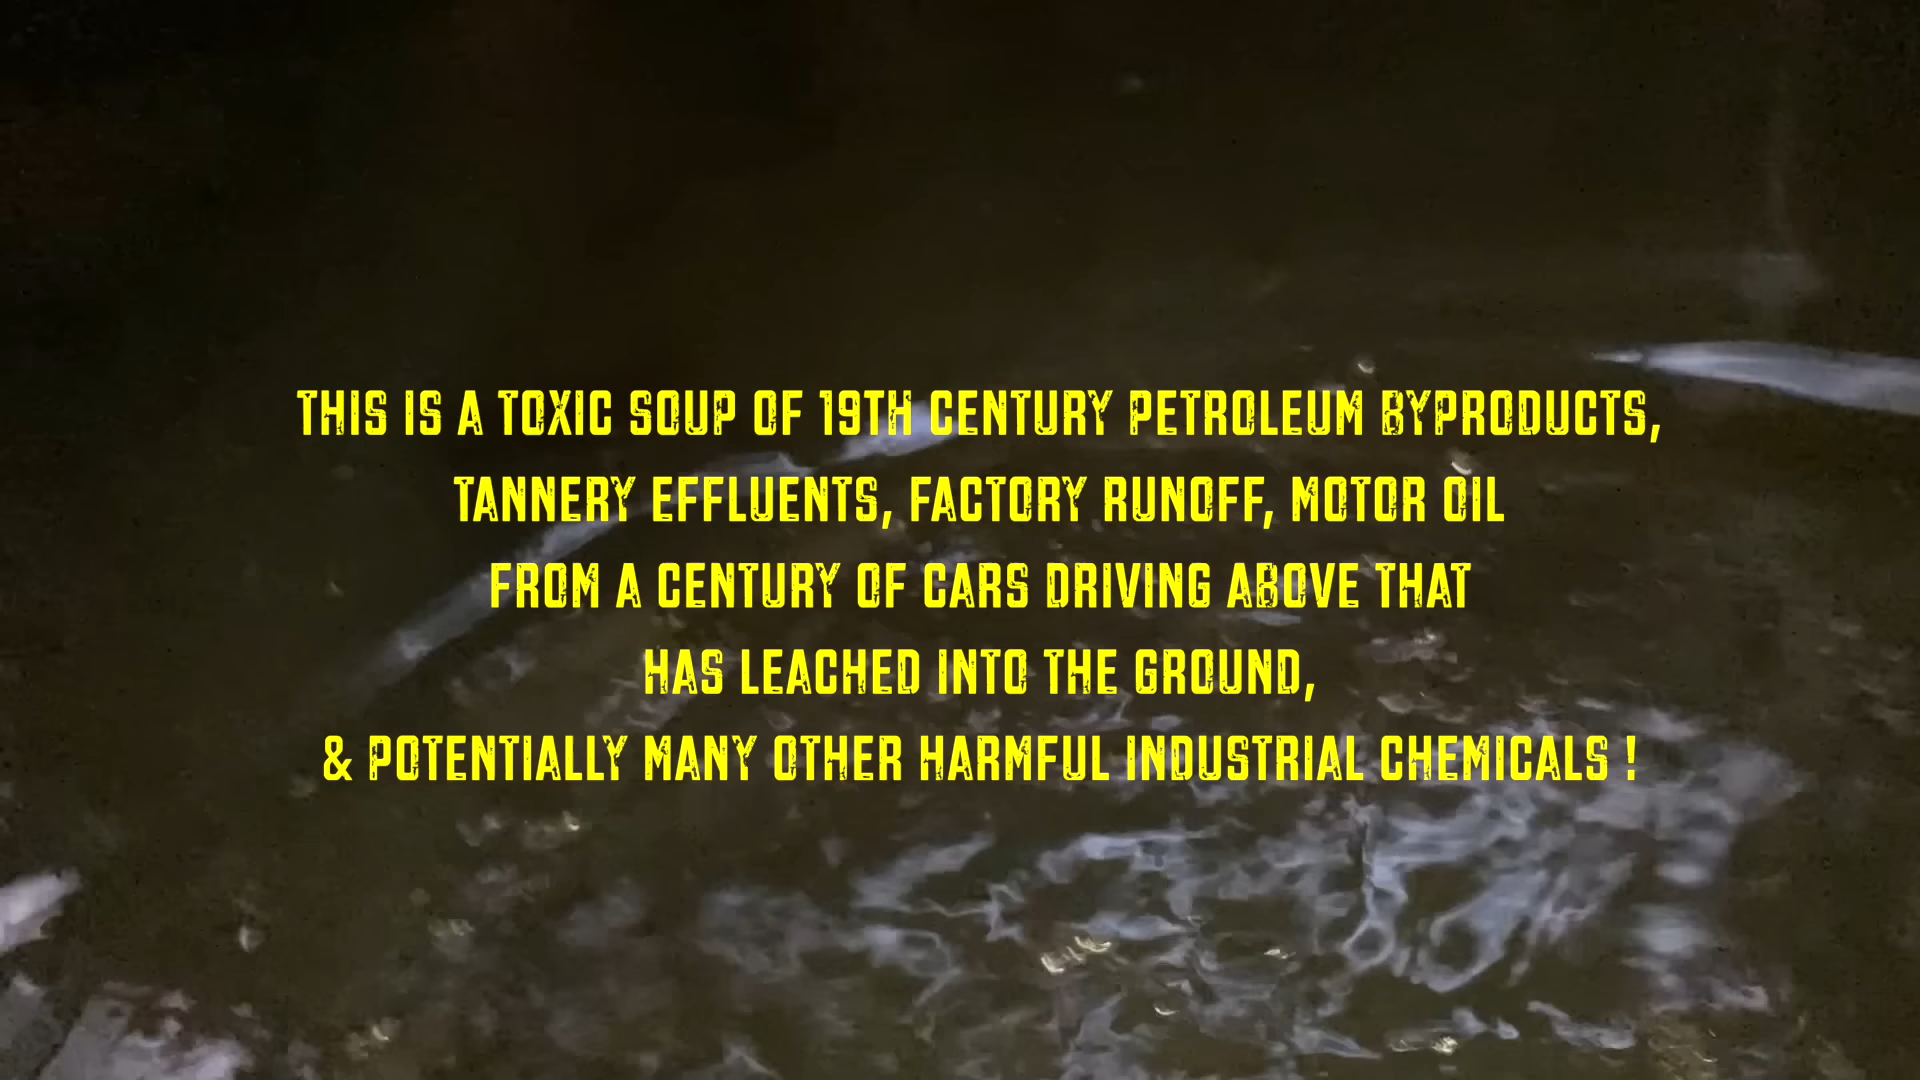 THIS IS A TOXIC SOUP OF 19TH CENTURY PETROLEUM BYPRODUCTS,
TANNERY EFFLUENTS, FACTORY RUNOFF, MOTOR OIL
FROM A CENTURY OF CARS DRIVING ABOVE THAT
HAS LEACHED INTO THE GROUND,
& POTENTIALLY MANY OTHER HARMFUL INDUSTRIAL CHEMICALS !